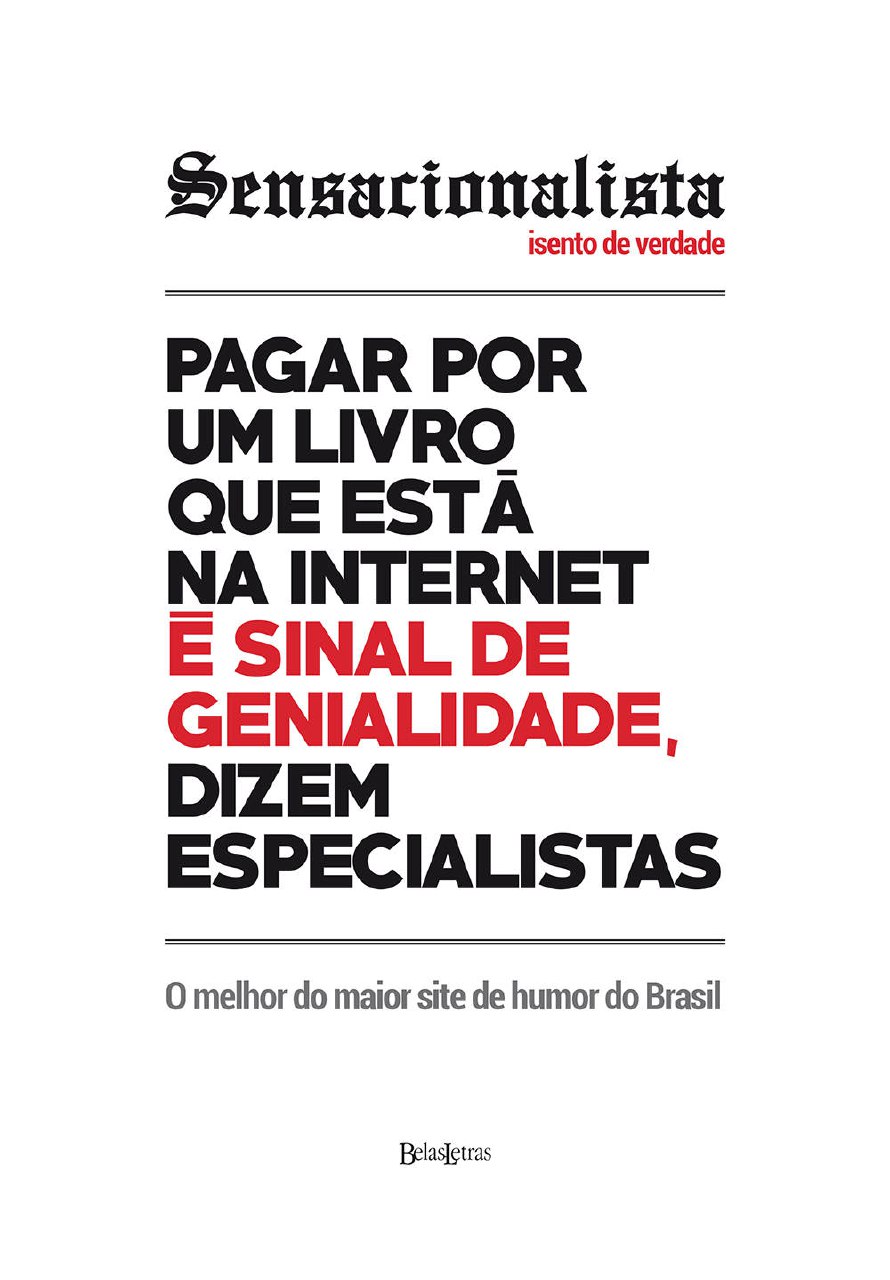 Sensacionalista
isento de verdade
PAGAR POR
UM LIVRO
QUE ESTÁ
NA INTERNET
É SINAL DE
GENIALIDADE,
DIZEM
ESPECIALISTAS
O melhor do maior site de humor do Brasil
BelasLetras